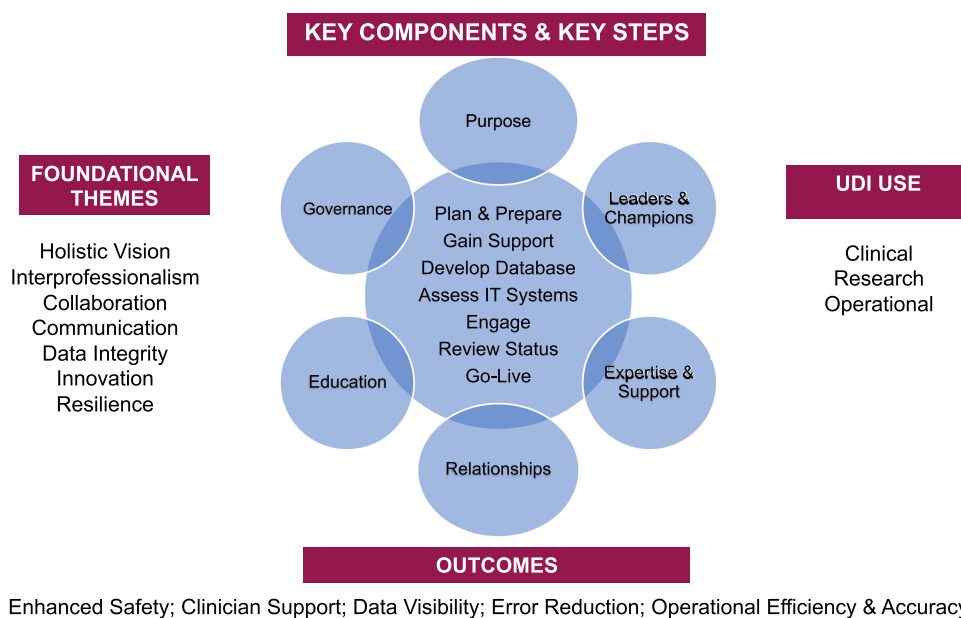 KEY COMPONENTS & KEY STEPS
FOUNDATIONAL
THEMES
Holistic Vision
Interprofessionalism
Collaboration
Communication
Data Integrity
Innovation
Resilience
Purpose
Governance
Leaders &
Champions
Plan & Prepare
Gain Support
Develop Database
Assess IT Systems
Engage
Review Status
Go-Live
Education
Expertise &
Support
Relationships
UDI USE
Clinical
Research
Operational
OUTCOMES
Enhanced Safety; Clinician Support; Data Visibility; Error Reduction; Operational Efficiency & Accuracy